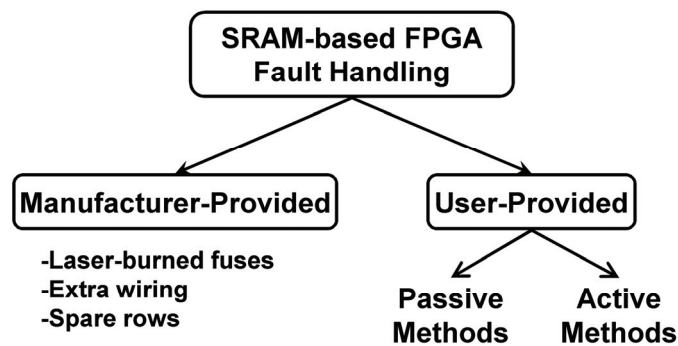 SRAM-based FPGA
Fault Handling
Manufacturer-Provided
User-Provided
-Laser-burned fuses
-Extra wiring
-Spare rows
Passive
Methods
Active
Methods